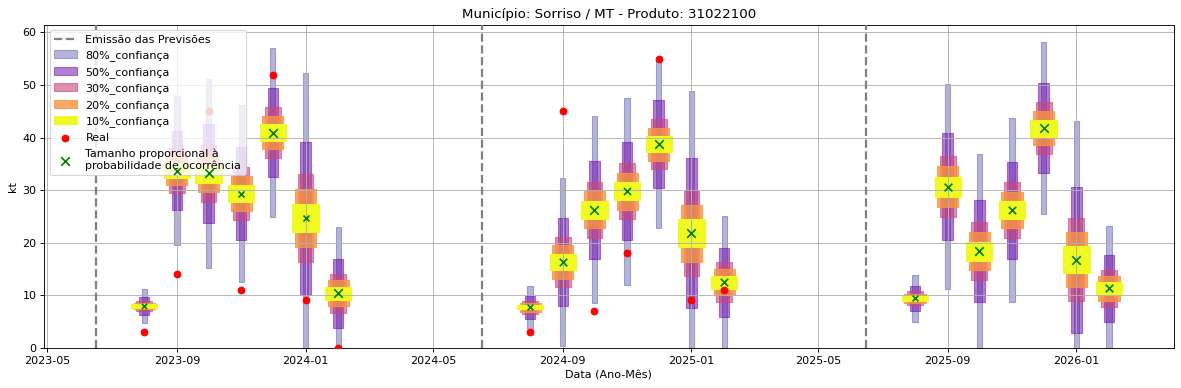 Município: Sorriso / MT - Produto: 31022100
60
50
40
30
20
10
0
kt
Emissão das Previsões
80%_confiança
50%_confiança
30%_confiança
20%_confiança
10%_confiança
Real
Tamanho proporcional à
probabilidade de ocorrência
2023-05
2023-09
2024-01
2024-05
2024-09
2025-01
2025-05
2025-09
2026-01
Data (Ano-Mês)